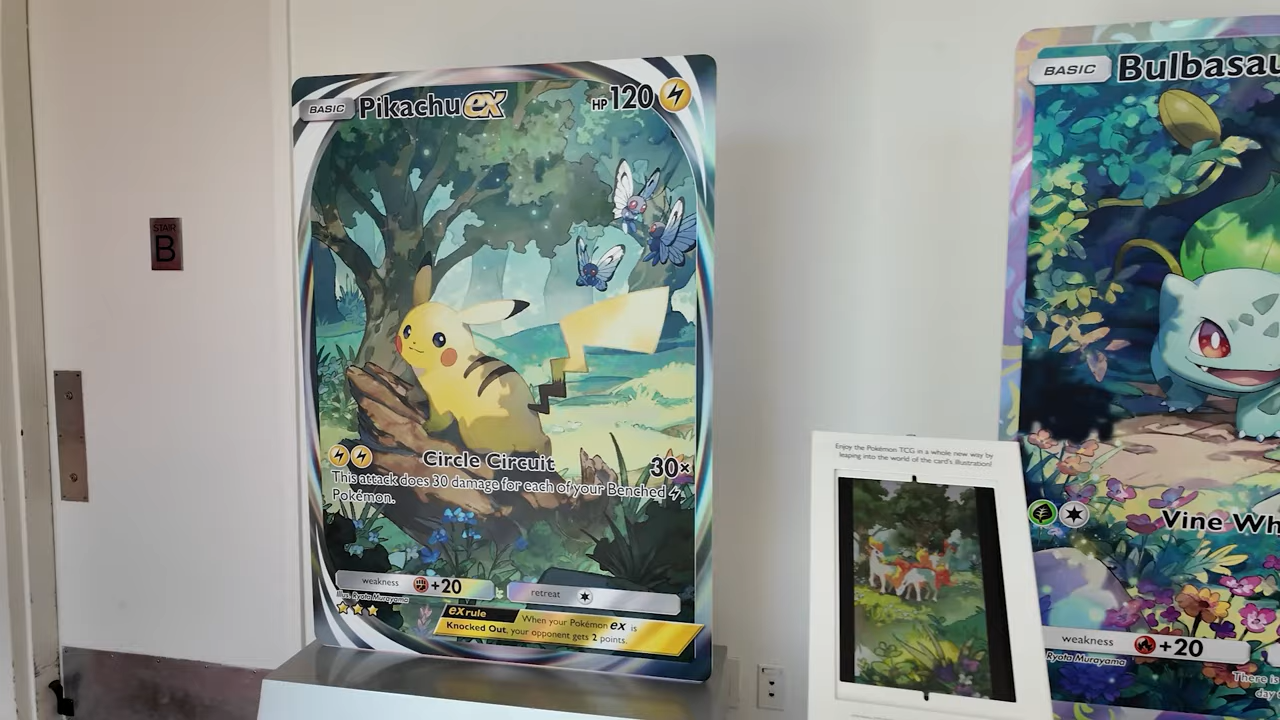 STAIR
B
BASIC Pikachu ex HP 120
Circle Circuit 30×
This attack does 30 damage for each of your Benched
Pokémon.
weakness +20 retreat
Illus. Ryota Murayama
ex rule When your Pokémon ex is
Knocked Out, your opponent gets 2 points.
Enjoy the Pokémon TCG in a whole new way by
leaping into the world of the card's illustration!
BASIC Bulbasau
Vine Wh
weakness +20
Ryota Murayama
There is
day